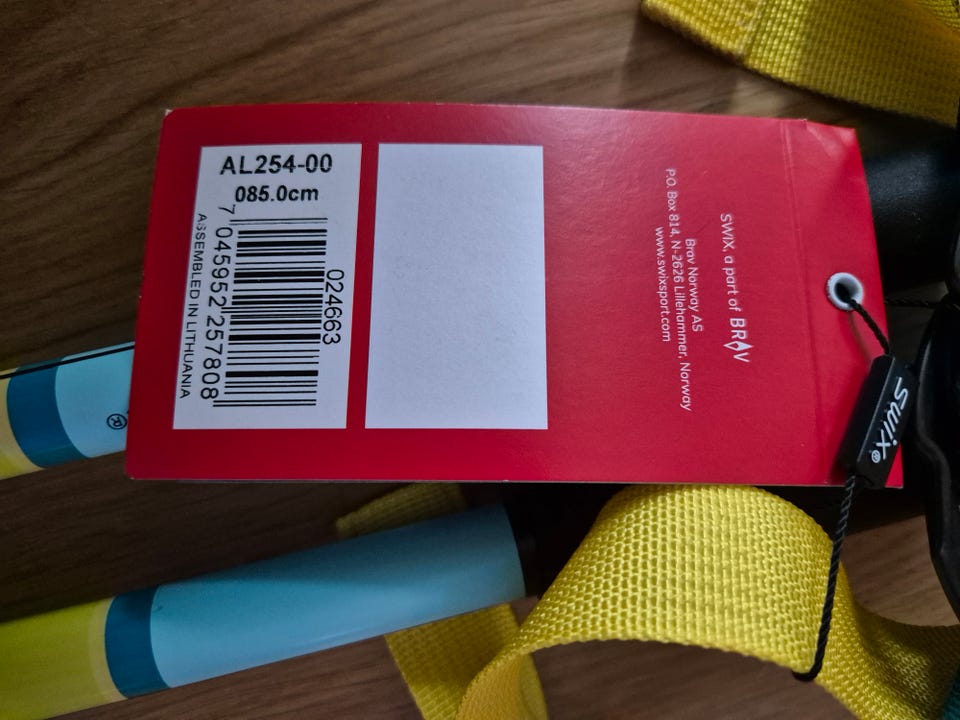 AL254-00
085.0cm
7 045952 257808
024663
ASSEMBLED IN LITHUANIA
SWIX, a part of BRAV
Brav Norway AS
P.O. Box 814, N-2626 Lillehammer, Norway
www.swixsport.com
Swix®
®